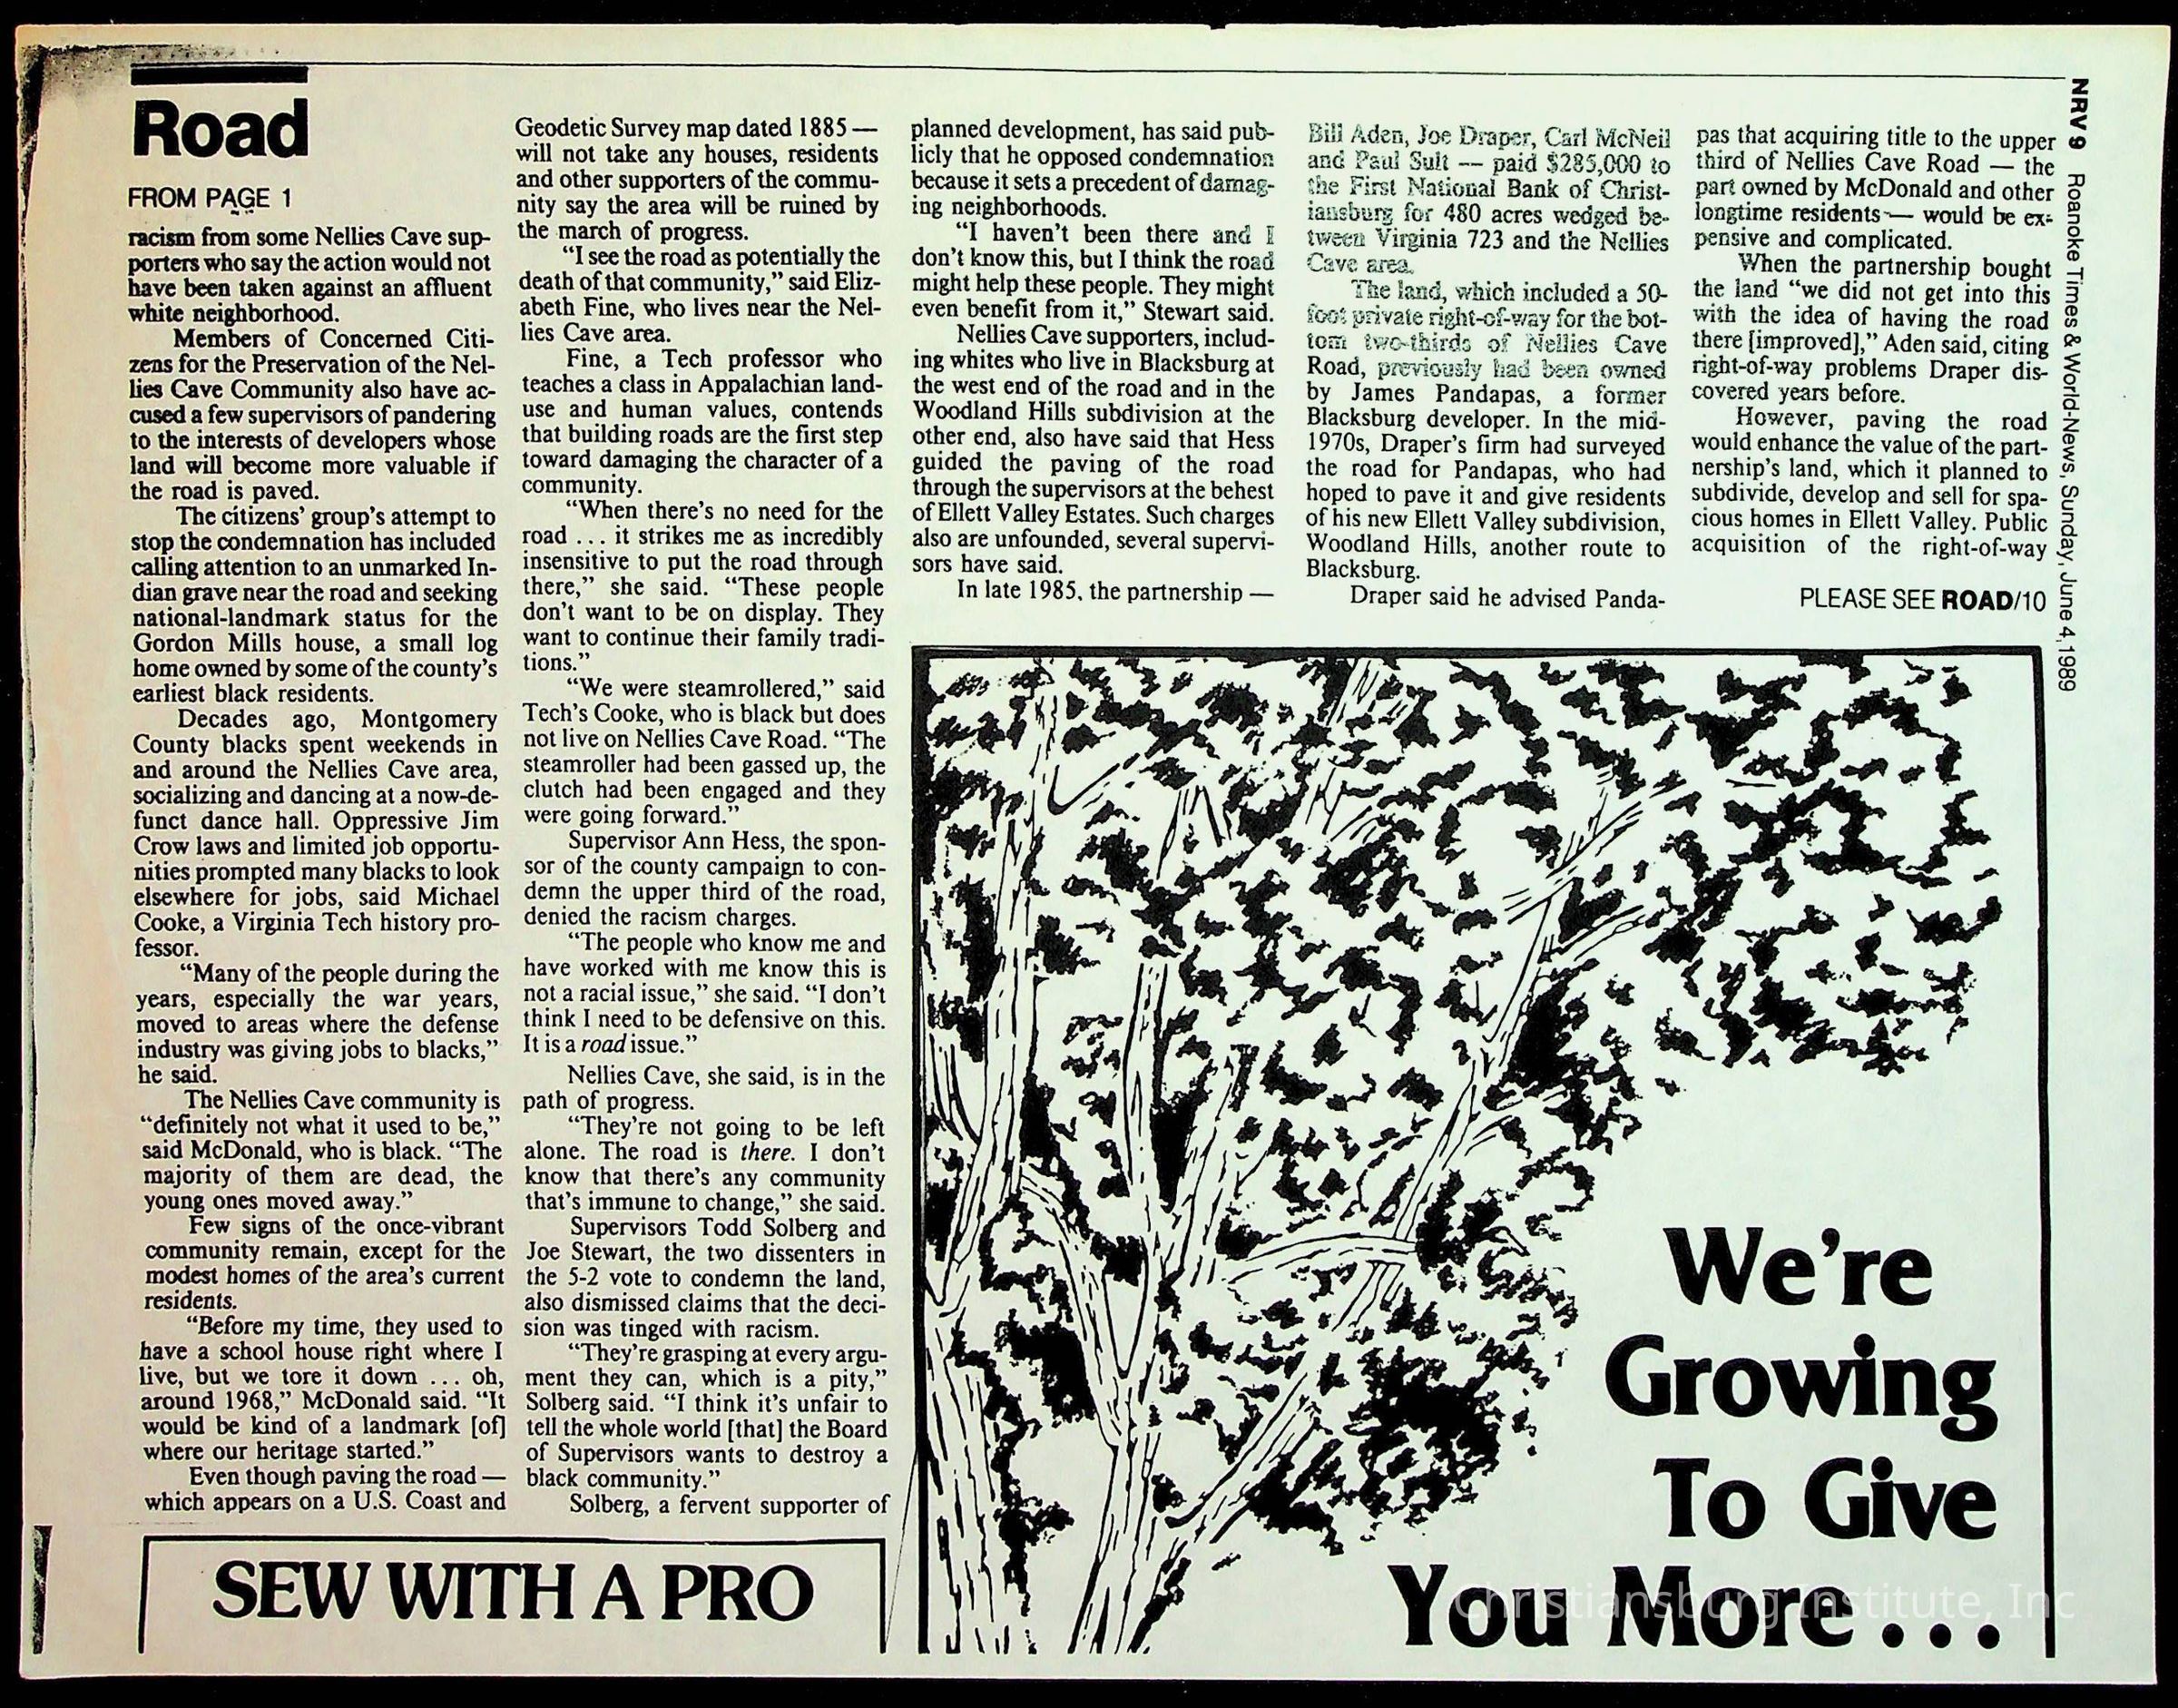 Road
FROM PAGE 1
racism from some Nellies Cave sup-
porters who say the action would not
have been taken against an affluent
white neighborhood.
Members of Concerned Citi-
zens for the Preservation of the Nel-
lies Cave Community also have ac-
cused a few supervisors of pandering
to the interests of developers whose
land will become more valuable if
the road is paved.
The citizens' group's attempt to
stop the condemnation has included
calling attention to an unmarked In-
dian grave near the road and seeking
national-landmark status for the
Gordon Mills house, a small log
home owned by some of the county's
earliest black residents.
Decades ago, Montgomery
County blacks spent weekends in
and around the Nellies Cave area,
socializing and dancing at a now-de-
funct dance hall. Oppressive Jim
Crow laws and limited job opportu-
nities prompted many blacks to look
elsewhere for jobs, said Michael
Cooke, a Virginia Tech history pro-
fessor.
"Many of the people during the
years, especially the war years,
moved to areas where the defense
industry was giving jobs to blacks,"
he said.
The Nellies Cave community is
"definitely not what it used to be,"
said McDonald, who is black. "The
majority of them are dead, the
young ones moved away."
Few signs of the once-vibrant
community remain, except for the
modest homes of the area's current
residents.
"Before my time, they used to
have a school house right where I
live, but we tore it down ... oh,
around 1968," McDonald said. "It
would be kind of a landmark [of]
where our heritage started."
Even though paving the road —
which appears on a U.S. Coast and
Geodetic Survey map dated 1885 —
will not take any houses, residents
and other supporters of the commu-
nity say the area will be ruined by
the march of progress.
"I see the road as potentially the
death of that community," said Eliz-
abeth Fine, who lives near the Nel-
lies Cave area.
Fine, a Tech professor who
teaches a class in Appalachian land-
use and human values, contends
that building roads are the first step
toward damaging the character of a
community.
"When there's no need for the
road ... it strikes me as incredibly
insensitive to put the road through
there," she said. "These people
don't want to be on display. They
want to continue their family tradi-
tions."
"We were steamrollered," said
Tech's Cooke, who is black but does
not live on Nellies Cave Road. "The
steamroller had been gassed up, the
clutch had been engaged and they
were going forward."
Supervisor Ann Hess, the spon-
sor of the county campaign to con-
demn the upper third of the road,
denied the racism charges.
"The people who know me and
have worked with me know this is
not a racial issue," she said. "I don't
think I need to be defensive on this.
It is a road issue."
Nellies Cave, she said, is in the
path of progress.
"They're not going to be left
alone. The road is there. I don't
know that there's any community
that's immune to change," she said.
Supervisors Todd Solberg and
Joe Stewart, the two dissenters in
the 5-2 vote to condemn the land,
also dismissed claims that the deci-
sion was tinged with racism.
"They're grasping at every argu-
ment they can, which is a pity,"
Solberg said. "I think it's unfair to
tell the whole world [that] the Board
of Supervisors wants to destroy a
black community."
Solberg, a fervent supporter of
planned development, has said pub-
licly that he opposed condemnation
because it sets a precedent of damag-
ing neighborhoods.
"I haven't been there and I
don't know this, but I think the road
might help these people. They might
even benefit from it," Stewart said.
Nellies Cave supporters, includ-
ing whites who live in Blacksburg at
the west end of the road and in the
Woodland Hills subdivision at the
other end, also have said that Hess
guided the paving of the road
through the supervisors at the behest
of Ellett Valley Estates. Such charges
also are unfounded, several supervi-
sors have said.
In late 1985, the partnership —
Bill Aden, Joe Draper, Carl McNeil
and Paul Sult — paid $285,000 to
the First National Bank of Christ-
iansburg for 480 acres wedged be-
tween Virginia 723 and the Nellies
Cave area.
The land, which included a 50-
foot private right-of-way for the bot-
tom two-thirds of Nellies Cave
Road, previously had been owned
by James Pandapas, a former
Blacksburg developer. In the mid-
1970s, Draper's firm had surveyed
the road for Pandapas, who had
hoped to pave it and give residents
of his new Ellett Valley subdivision,
Woodland Hills, another route to
Blacksburg.
Draper said he advised Panda-
pas that acquiring title to the upper
third of Nellies Cave Road — the
part owned by McDonald and other
longtime residents — would be ex-
pensive and complicated.
When the partnership bought
the land "we did not get into this
with the idea of having the road
there [improved]," Aden said, citing
right-of-way problems Draper dis-
covered years before.
However, paving the road
would enhance the value of the part-
nership's land, which it planned to
subdivide, develop and sell for spa-
cious homes in Ellett Valley. Public
acquisition of the right-of-way
PLEASE SEE ROAD/10
NRV 9 Roanoke Times & World-News, Sunday, June 4, 1989
SEW WITH A PRO
We're
Growing
To Give
You More...
Christiansburg Institute, Inc